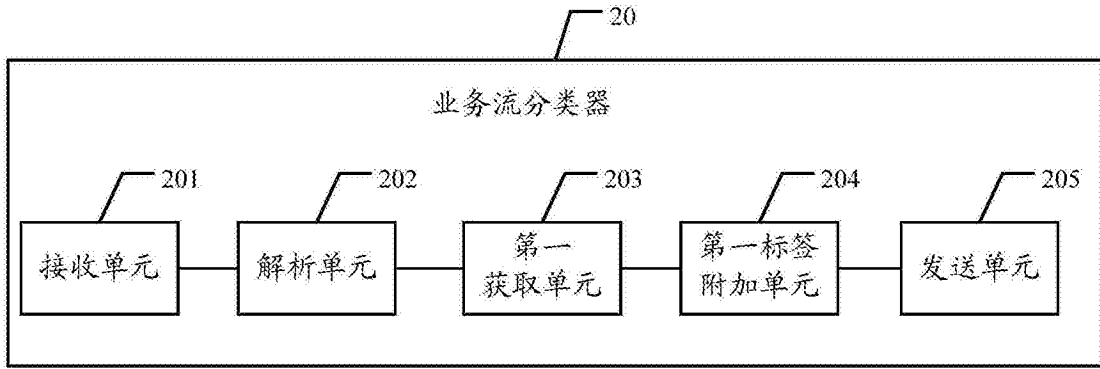 20
业务流分类器
201
202
203
204
205
接收单元
解析单元
第一
获取单元
第一标签
附加单元
发送单元